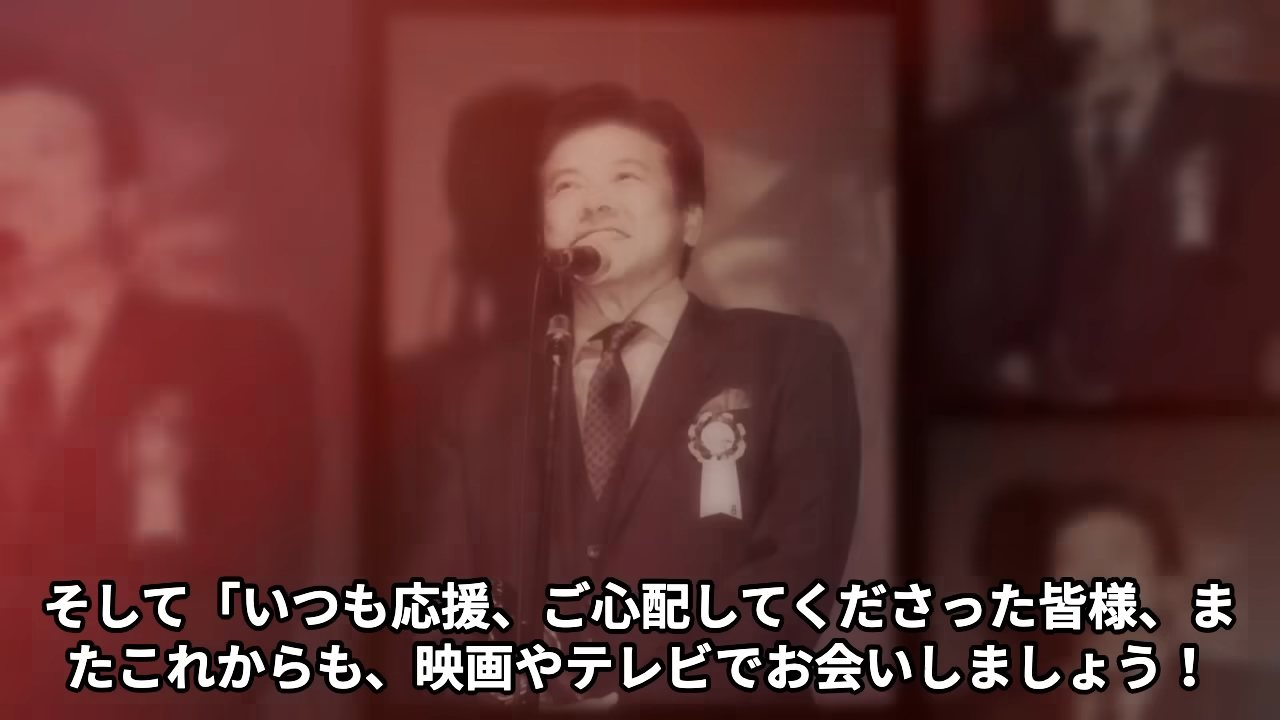 そして「いつも応援、ご心配してくださった皆様、ま
たこれからも、映画やテレビでお会いしましょう！